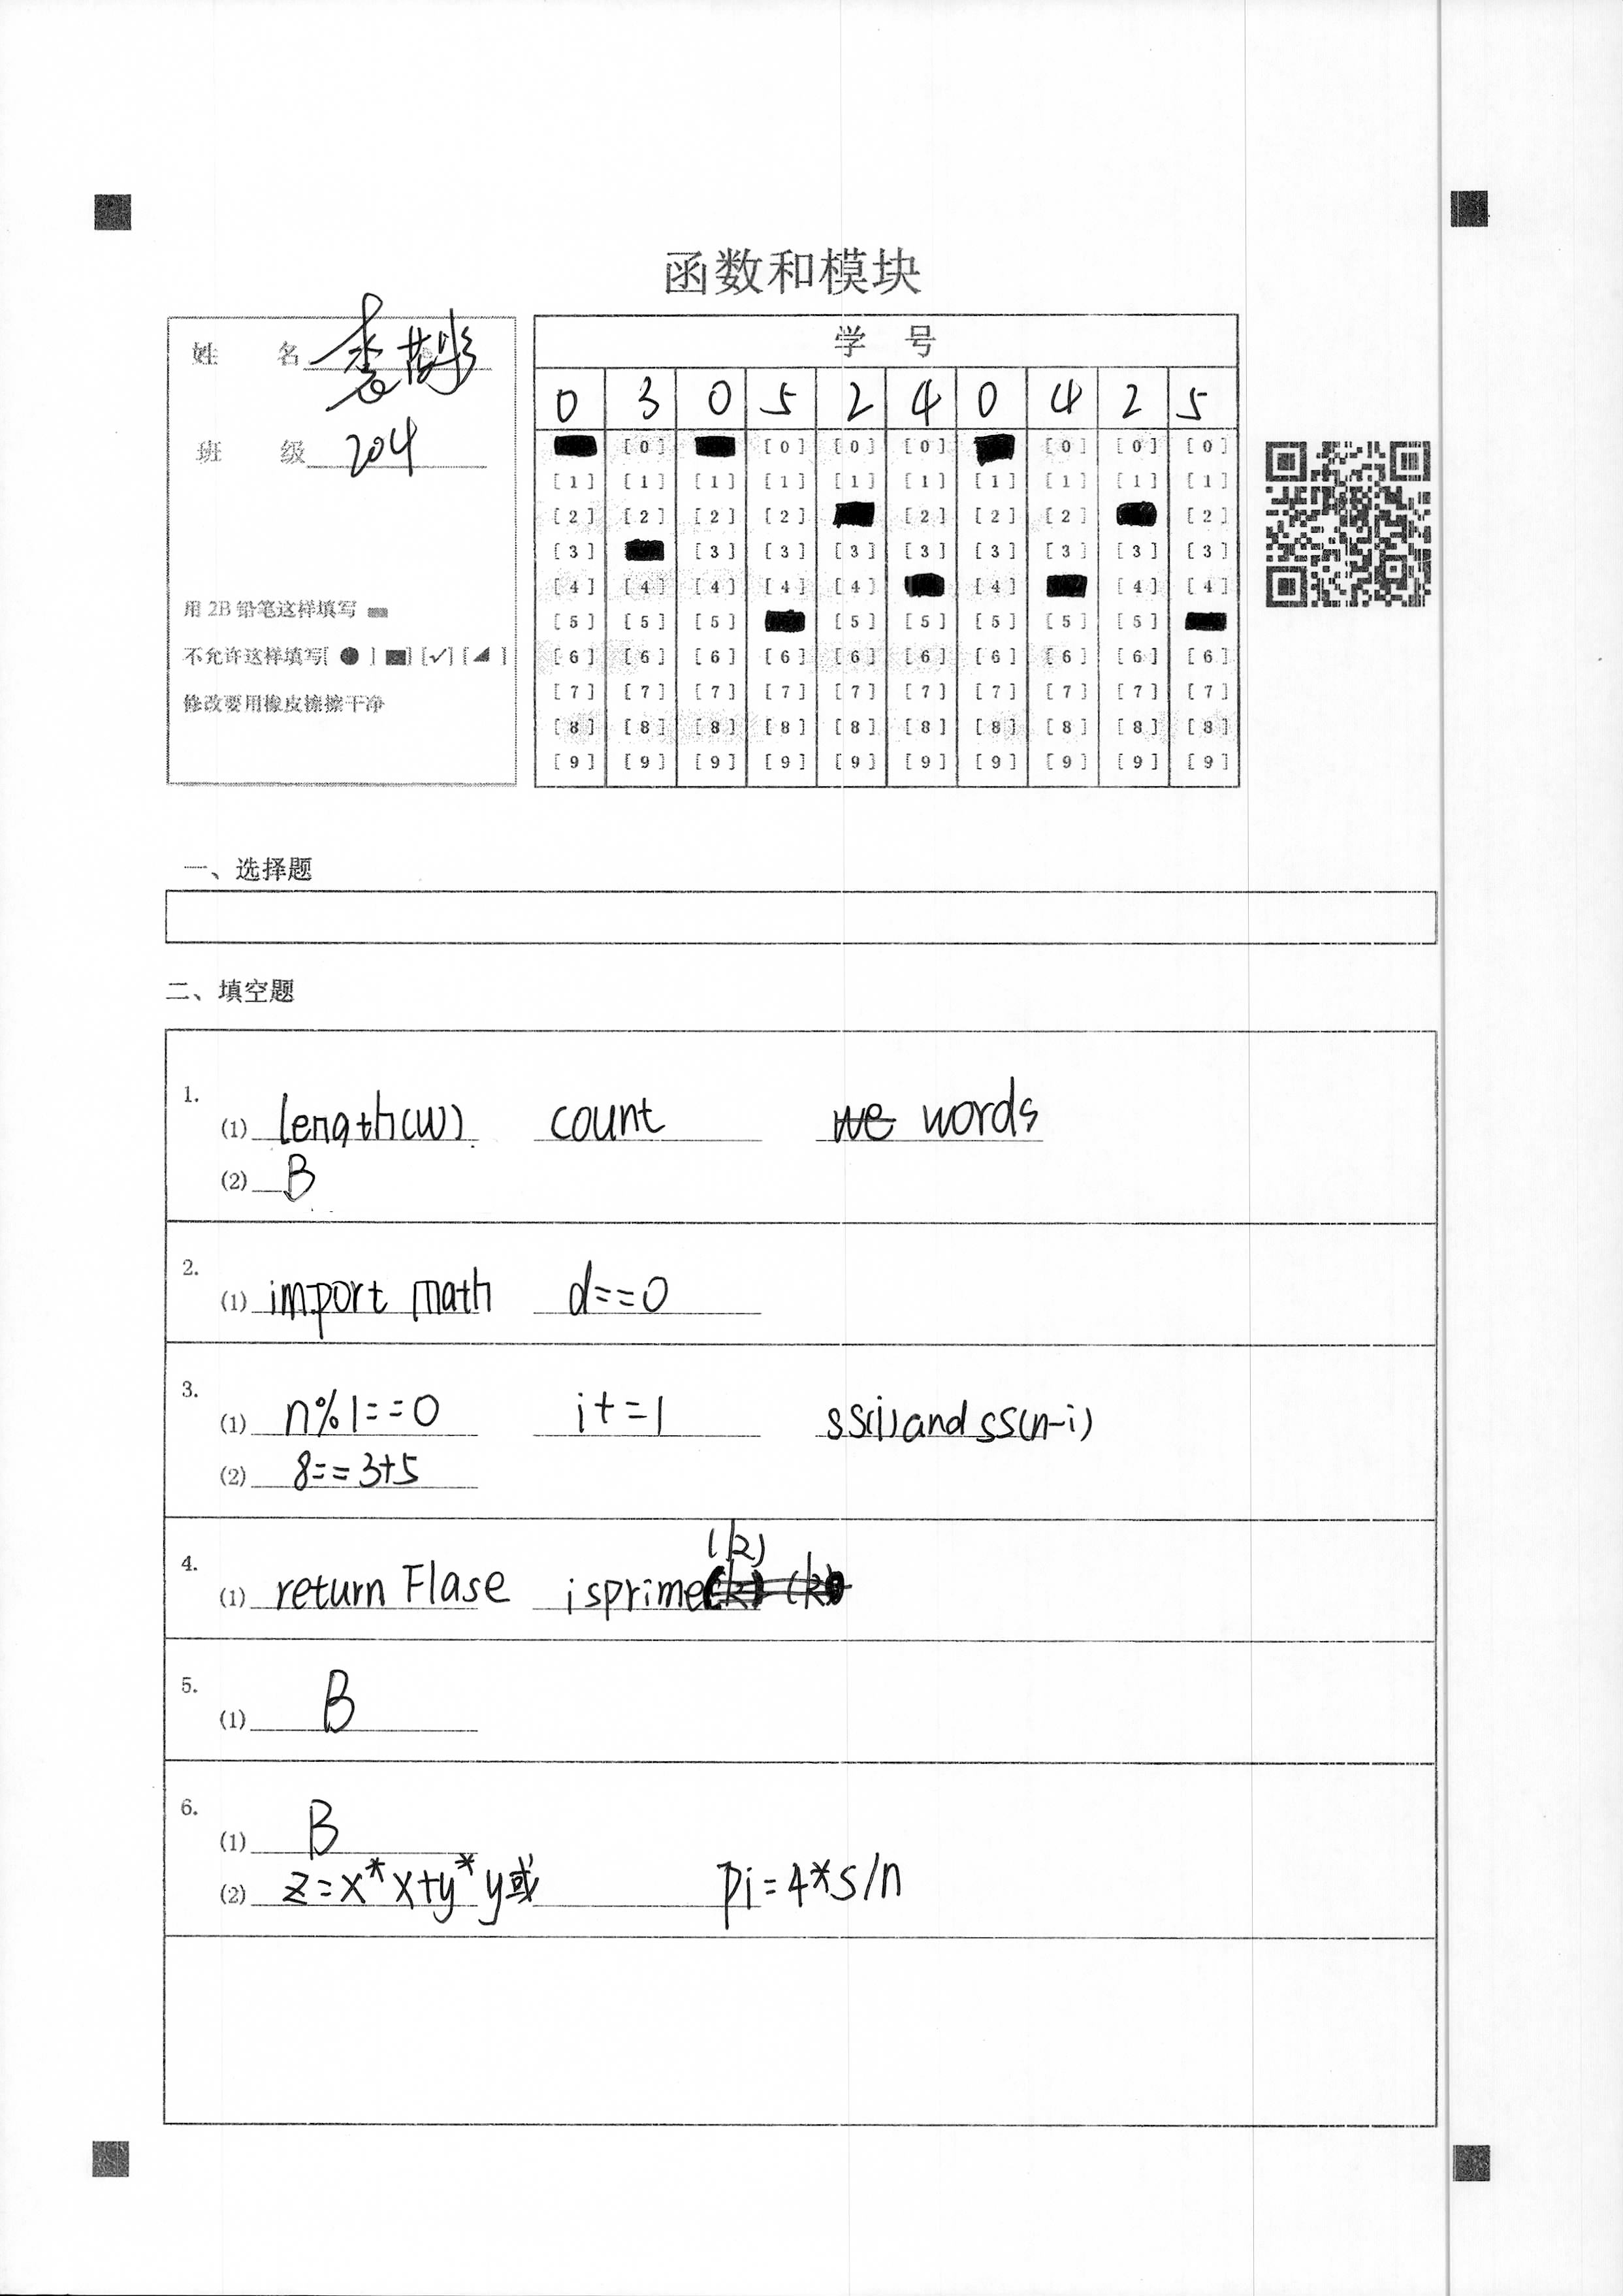 函数和模块
姓 名
班 级 204
用 2B 铅笔这样填写
不允许这样填写[ ● ] [■] [✓] [◢ ]
修改要用橡皮擦擦干净
学 号
0 3 0 5 2 4 0 4 2 5
[0] [0] [0] [0] [0] [0] [0]
[1] [1] [1] [1] [1] [1] [1] [1] [1] [1]
[2] [2] [2] [2] [2] [2] [2] [2]
[3] [3] [3] [3] [3] [3] [3] [3] [3]
[4] [4] [4] [4] [4] [4] [4] [4]
[5] [5] [5] [5] [5] [5] [5] [5]
[6] [6] [6] [6] [6] [6] [6] [6] [6] [6]
[7] [7] [7] [7] [7] [7] [7] [7] [7] [7]
[8] [8] [8] [8] [8] [8] [8] [8] [8] [8]
[9] [9] [9] [9] [9] [9] [9] [9] [9] [9]
一、选择题
二、填空题
1.
(1) length(w) count words
(2) B
2.
(1) import math d==0
3.
(1) n%1==0 i+=1 ss(i)and ss(n-i)
(2) 8==3+5
4.
(1) return Flase isprime(k)
5.
(1) B
6.
(1) B
(2) z=x*x+y*y或 pi=4*s/n